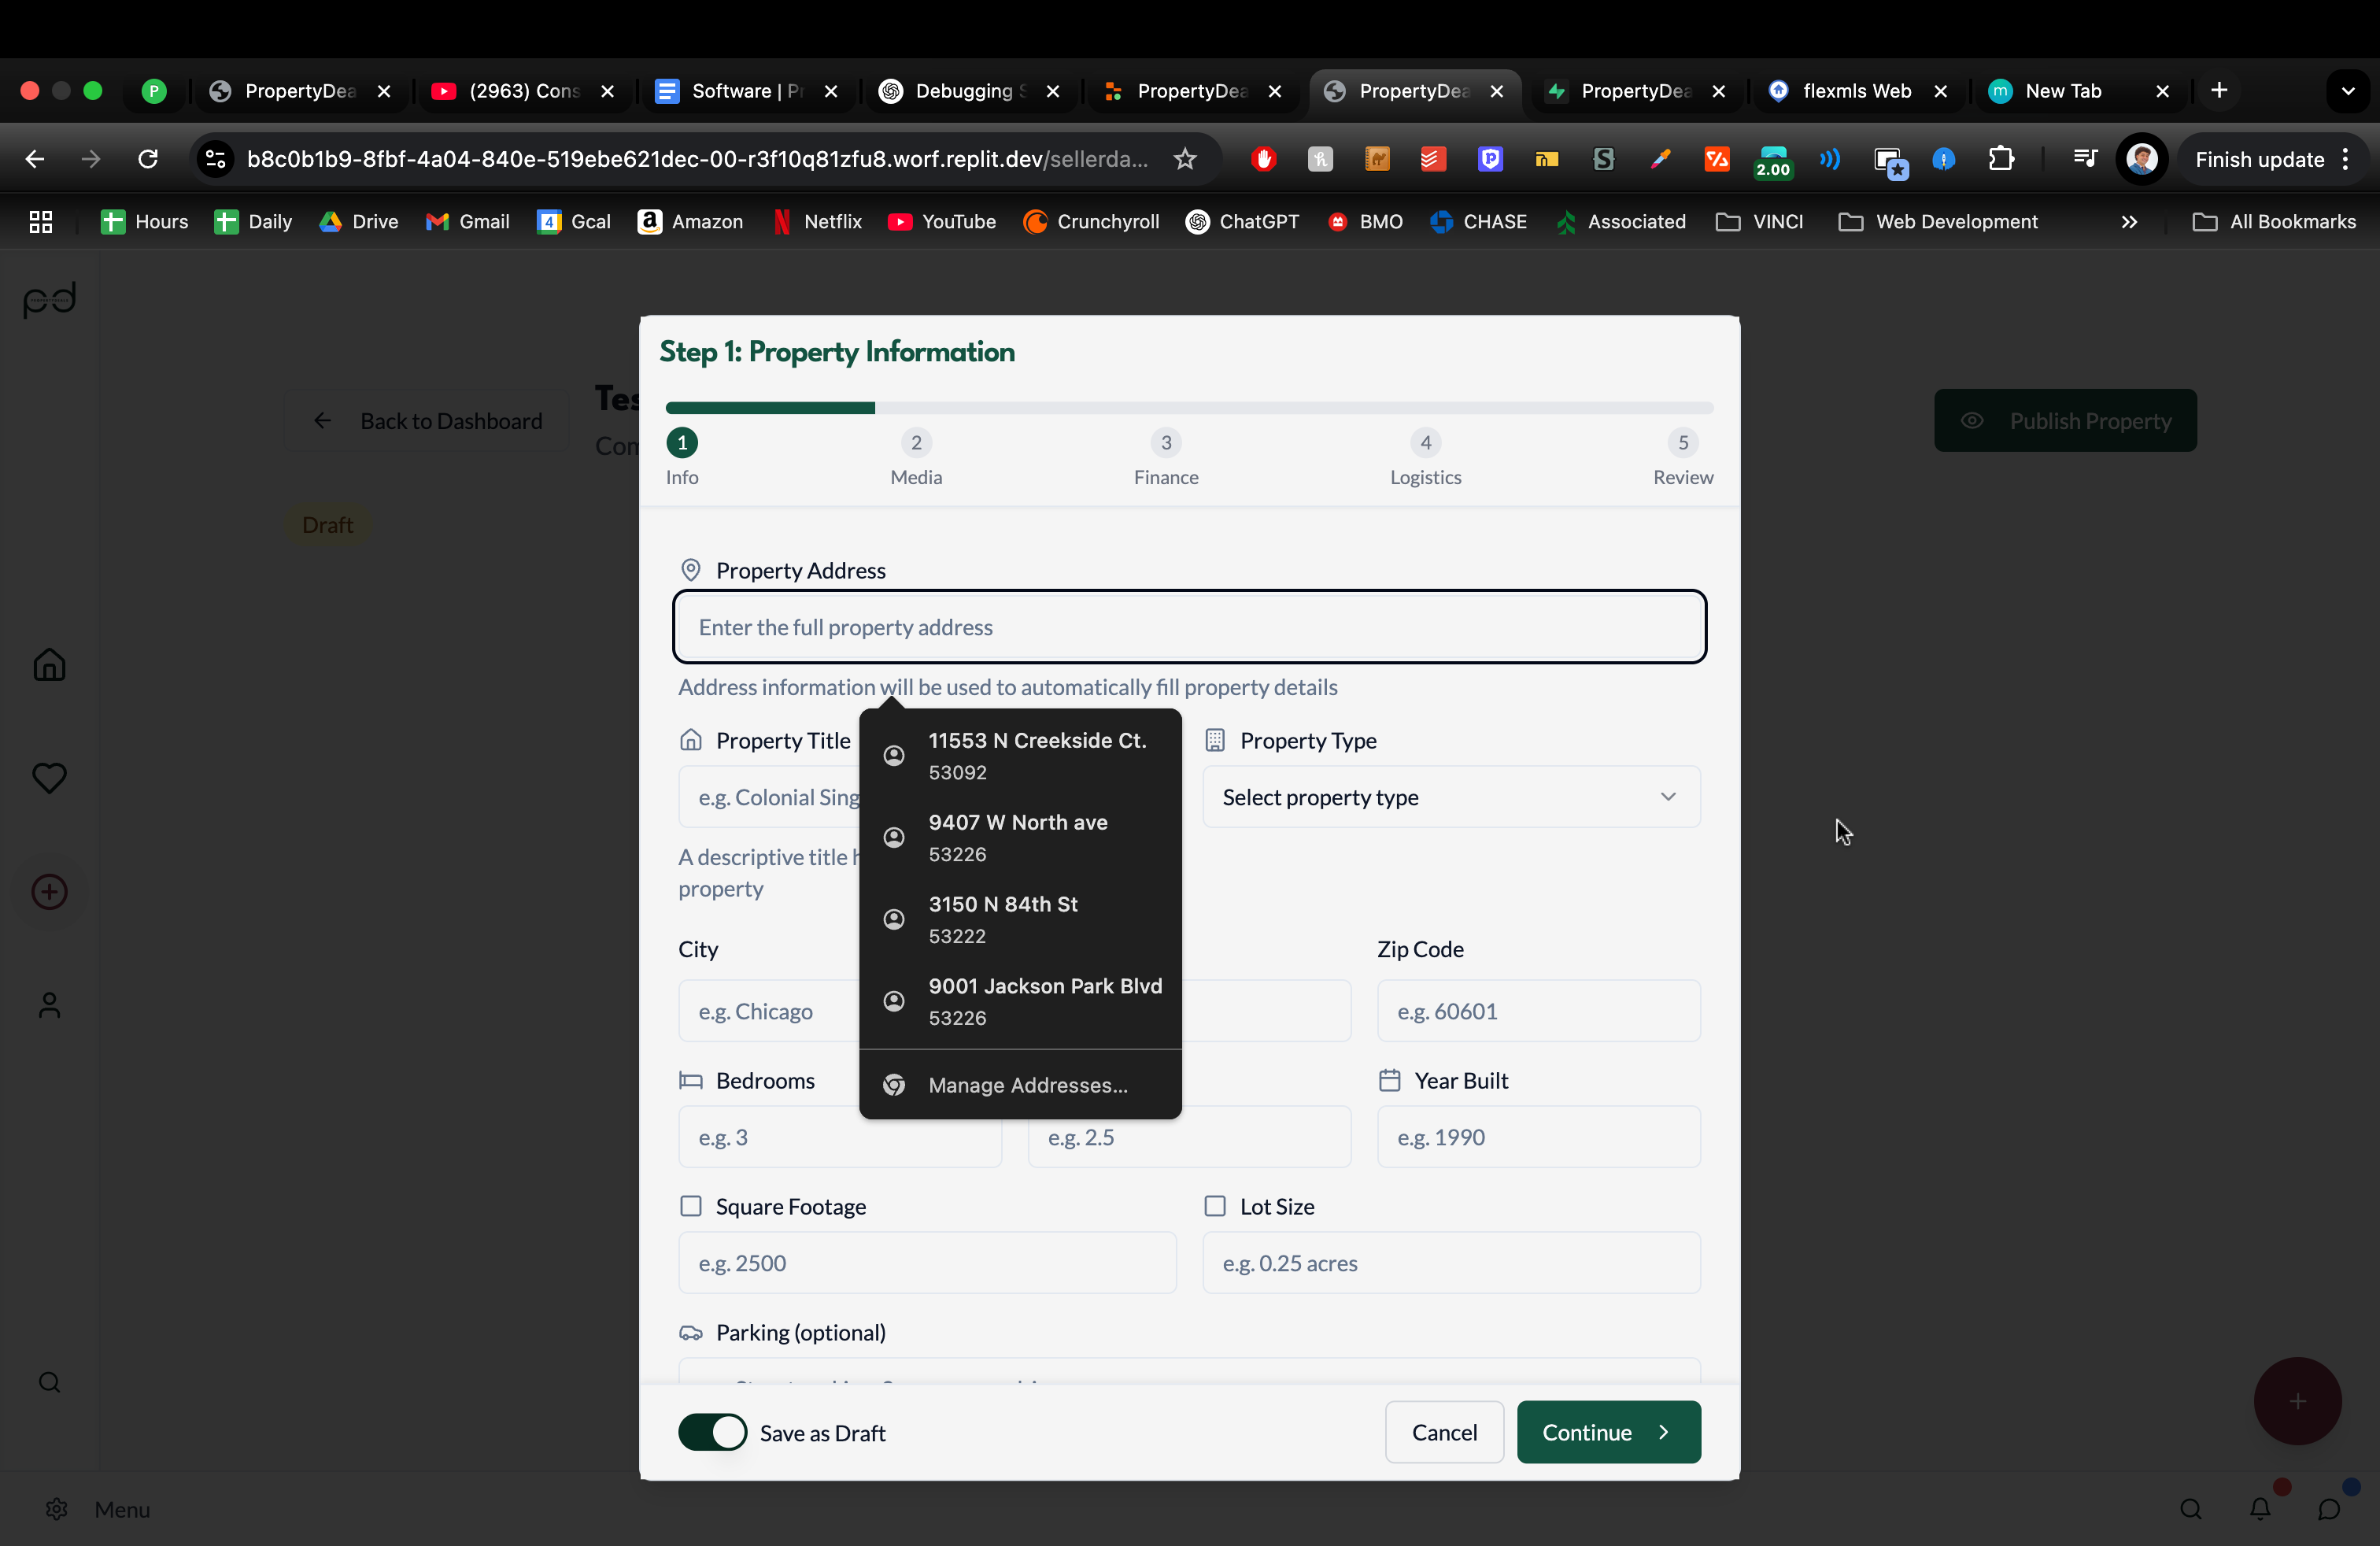 P
PropertyDea
(2963) Cons
Software | Pr
Debugging S
PropertyDea
PropertyDea
PropertyDea
flexmls Web
m
New Tab
b8c0b1b9-8fbf-4a04-840e-519ebe621dec-00-r3f10q81zfu8.worf.replit.dev/sellerda...
2.00
Finish update
Hours
Daily
Drive
Gmail
4
Gcal
Amazon
Netflix
YouTube
Crunchyroll
ChatGPT
BMO
CHASE
Associated
VINCI
Web Development
All Bookmarks
pd
Back to Dashboard
Tes
Com
Publish Property
Draft
Step 1: Property Information
1
2
3
4
5
Info
Media
Finance
Logistics
Review
Property Address
Enter the full property address
Address information will be used to automatically fill property details
Property Title
Property Type
e.g. Colonial Sing
Select property type
A descriptive title h
property
11553 N Creekside Ct.
53092
9407 W North ave
53226
3150 N 84th St
53222
9001 Jackson Park Blvd
53226
Manage Addresses...
City
Zip Code
e.g. Chicago
e.g. 60601
Bedrooms
Year Built
e.g. 3
e.g. 2.5
e.g. 1990
Square Footage
Lot Size
e.g. 2500
e.g. 0.25 acres
Parking (optional)
Save as Draft
Cancel
Continue
Menu